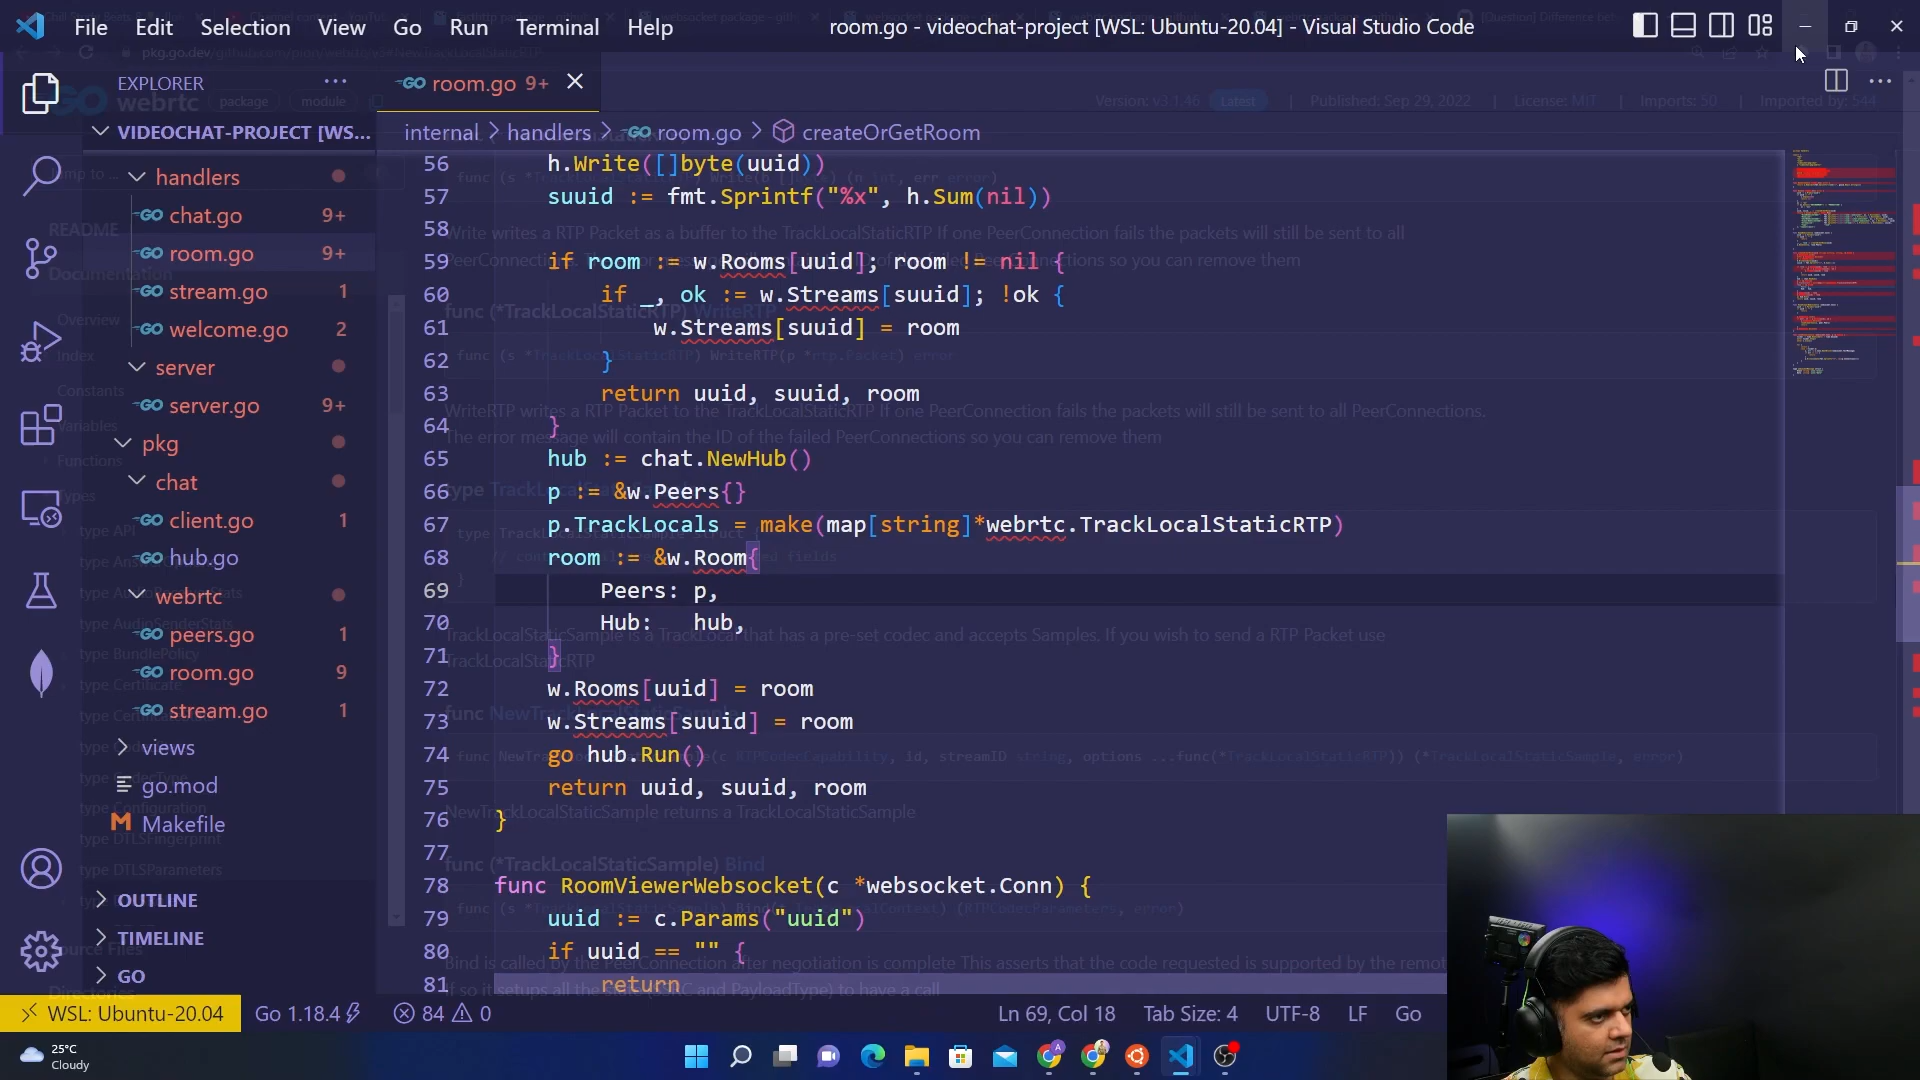 File Edit Selection View Go Run Terminal Help
room.go - videochat-project [WSL: Ubuntu-20.04] - Visual Studio Code
EXPLORER
VIDEOCHAT-PROJECT [WS...
handlers
chat.go 9+
room.go 9+
stream.go 1
welcome.go 2
server
server.go 9+
pkg
chat
client.go 1
hub.go
webrtc
peers.go 1
room.go 9
stream.go 1
views
go.mod
Makefile
OUTLINE
TIMELINE
GO
room.go 9+
internal > handlers > room.go > createOrGetRoom
56 h.Write([]byte(uuid))
57 suuid := fmt.Sprintf("%x", h.Sum(nil))
58
59 if room := w.Rooms[uuid]; room != nil {
60 if _, ok := w.Streams[suuid]; !ok {
61 w.Streams[suuid] = room
62 }
63 return uuid, suuid, room
64 }
65 hub := chat.NewHub()
66 p := &w.Peers{}
67 p.TrackLocals = make(map[string]*webrtc.TrackLocalStaticRTP)
68 room := &w.Room{
69 Peers: p,
70 Hub: hub,
71 }
72 w.Rooms[uuid] = room
73 w.Streams[suuid] = room
74 go hub.Run()
75 return uuid, suuid, room
76 }
77
78 func RoomViewerWebsocket(c *websocket.Conn) {
79 uuid := c.Params("uuid")
80 if uuid == "" {
81 return
WSL: Ubuntu-20.04 Go 1.18.4 84 0 Ln 69, Col 18 Tab Size: 4 UTF-8 LF Go
25°C
Cloudy